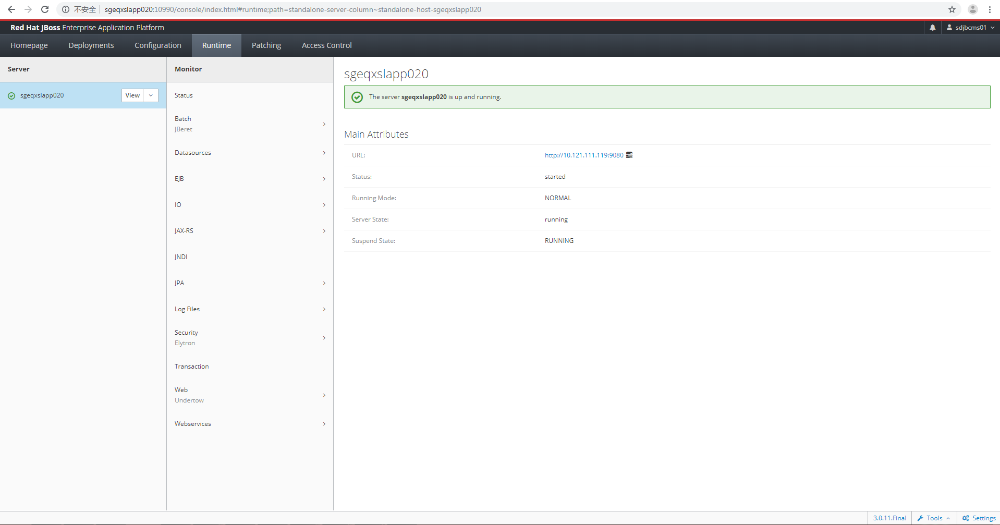 不安全 sgeqxslapp020:10990/console/index.html#runtime;path=standalone-server-column~standalone-host-sgeqxslapp020
Red Hat JBoss Enterprise Application Platform
sdjbcms01
Homepage Deployments Configuration Runtime Patching Access Control
Server
sgeqxslapp020 View
Monitor
Status
Batch
JBeret
Datasources
EJB
IO
JAX-RS
JNDI
JPA
Log Files
Security
Elytron
Transaction
Web
Undertow
Webservices
sgeqxslapp020
The server sgeqxslapp020 is up and running.
Main Attributes
URL: http://10.121.111.119:9080
Status: started
Running Mode: NORMAL
Server State: running
Suspend State: RUNNING
3.0.11.Final Tools Settings